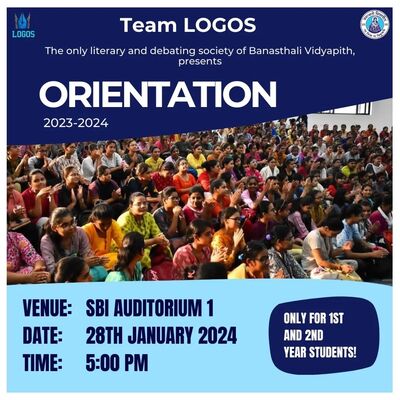 LOGOS
Team LOGOS
The only literary and debating society of Banasthali Vidyapith,
presents
ORIENTATION
2023-2024
VENUE: SBI AUDITORIUM 1
DATE: 28TH JANUARY 2024
TIME: 5:00 PM
ONLY FOR 1ST
AND 2ND
YEAR STUDENTS!